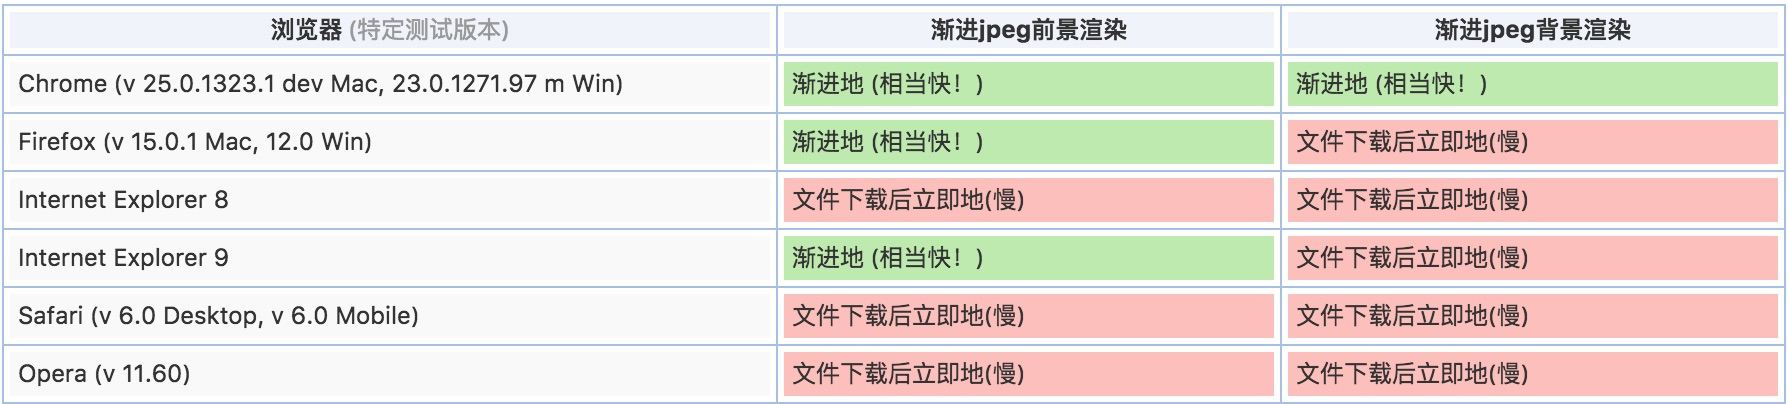 浏览器 (特定测试版本) 渐进jpeg前景渲染 渐进jpeg背景渲染
Chrome (v 25.0.1323.1 dev Mac, 23.0.1271.97 m Win) 渐进地 (相当快！) 渐进地 (相当快！)
Firefox (v 15.0.1 Mac, 12.0 Win) 渐进地 (相当快！) 文件下载后立即地(慢)
Internet Explorer 8 文件下载后立即地(慢) 文件下载后立即地(慢)
Internet Explorer 9 渐进地 (相当快！) 文件下载后立即地(慢)
Safari (v 6.0 Desktop, v 6.0 Mobile) 文件下载后立即地(慢) 文件下载后立即地(慢)
Opera (v 11.60) 文件下载后立即地(慢) 文件下载后立即地(慢)